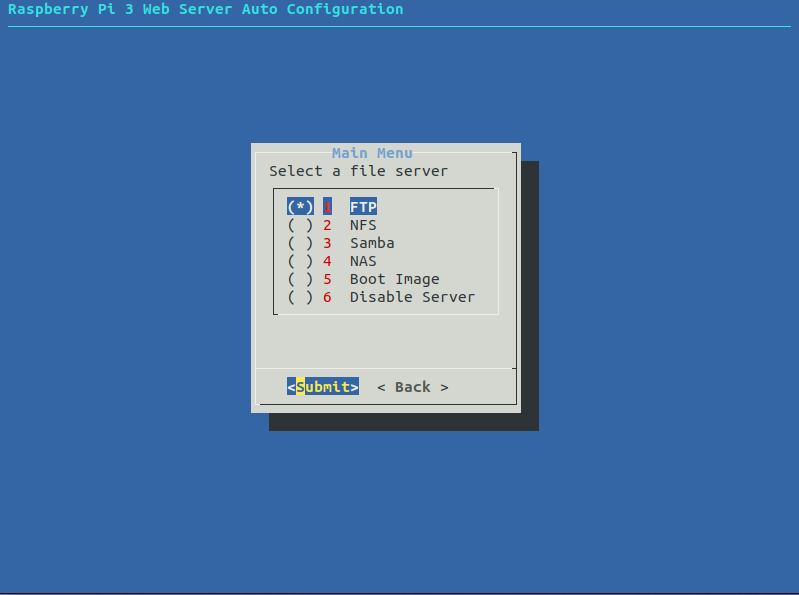 Raspberry Pi 3 Web Server Auto Configuration
Main Menu
Select a file server
(*) 1 FTP
( ) 2 NFS
( ) 3 Samba
( ) 4 NAS
( ) 5 Boot Image
( ) 6 Disable Server
<Submit> < Back >